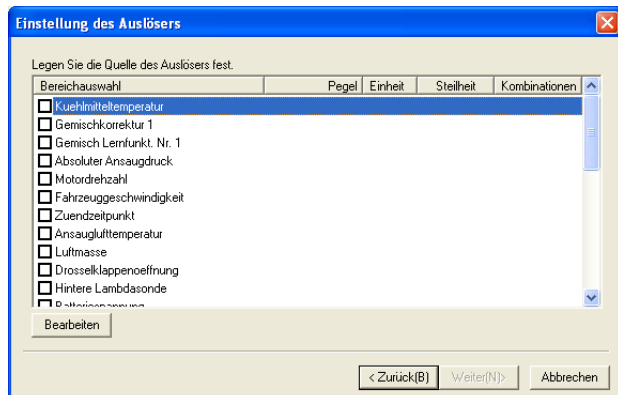 Einstellung des Auslösers
Legen Sie die Quelle des Auslösers fest.
Bereichauswahl Pegel Einheit Steilheit Kombinationen
Kuehlmitteltemperatur
Gemischkorrektur 1
Gemisch Lernfunkt. Nr. 1
Absoluter Ansaugdruck
Motordrehzahl
Fahrzeuggeschwindigkeit
Zuendzeitpunkt
Ansauglufttemperatur
Luftmasse
Drosselklappenoeffnung
Hintere Lambdasonde
Batteriespannung
Bearbeiten
< Zurück(B) Weiter(N)> Abbrechen